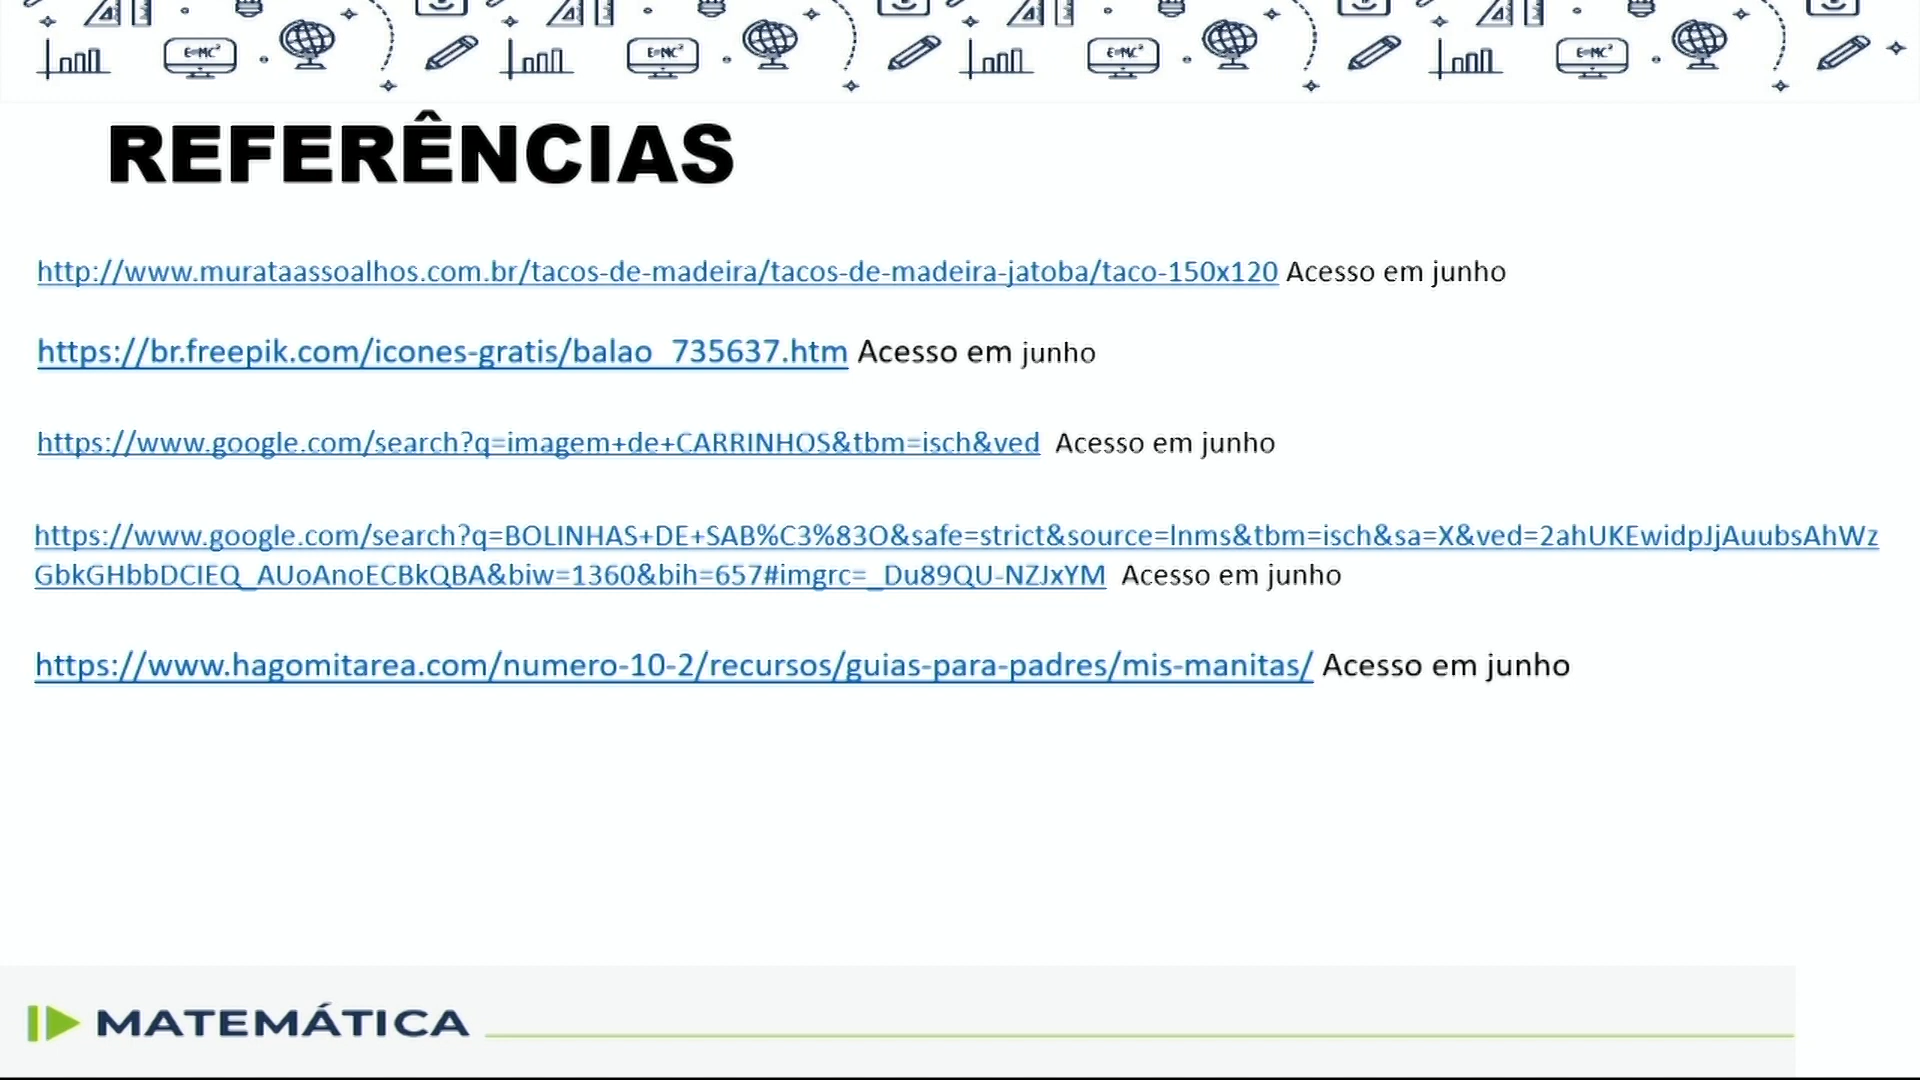 E=MC² E=MC² E=MC² E=MC²
REFERÊNCIAS
http://www.murataassoalhos.com.br/tacos-de-madeira/tacos-de-madeira-jatoba/taco-150x120 Acesso em junho
https://br.freepik.com/icones-gratis/balao_735637.htm Acesso em junho
https://www.google.com/search?q=imagem+de+CARRINHOS&tbm=isch&ved Acesso em junho
https://www.google.com/search?q=BOLINHAS+DE+SAB%C3%83O&safe=strict&source=lnms&tbm=isch&sa=X&ved=2ahUKEwidpJjAuubsAhWz
GbkGHbbDCIEQ_AUoAnoECBkQBA&biw=1360&bih=657#imgrc=_Du89QU-NZJxYM Acesso em junho
https://www.hagomitarea.com/numero-10-2/recursos/guias-para-padres/mis-manitas/ Acesso em junho
MATEMÁTICA